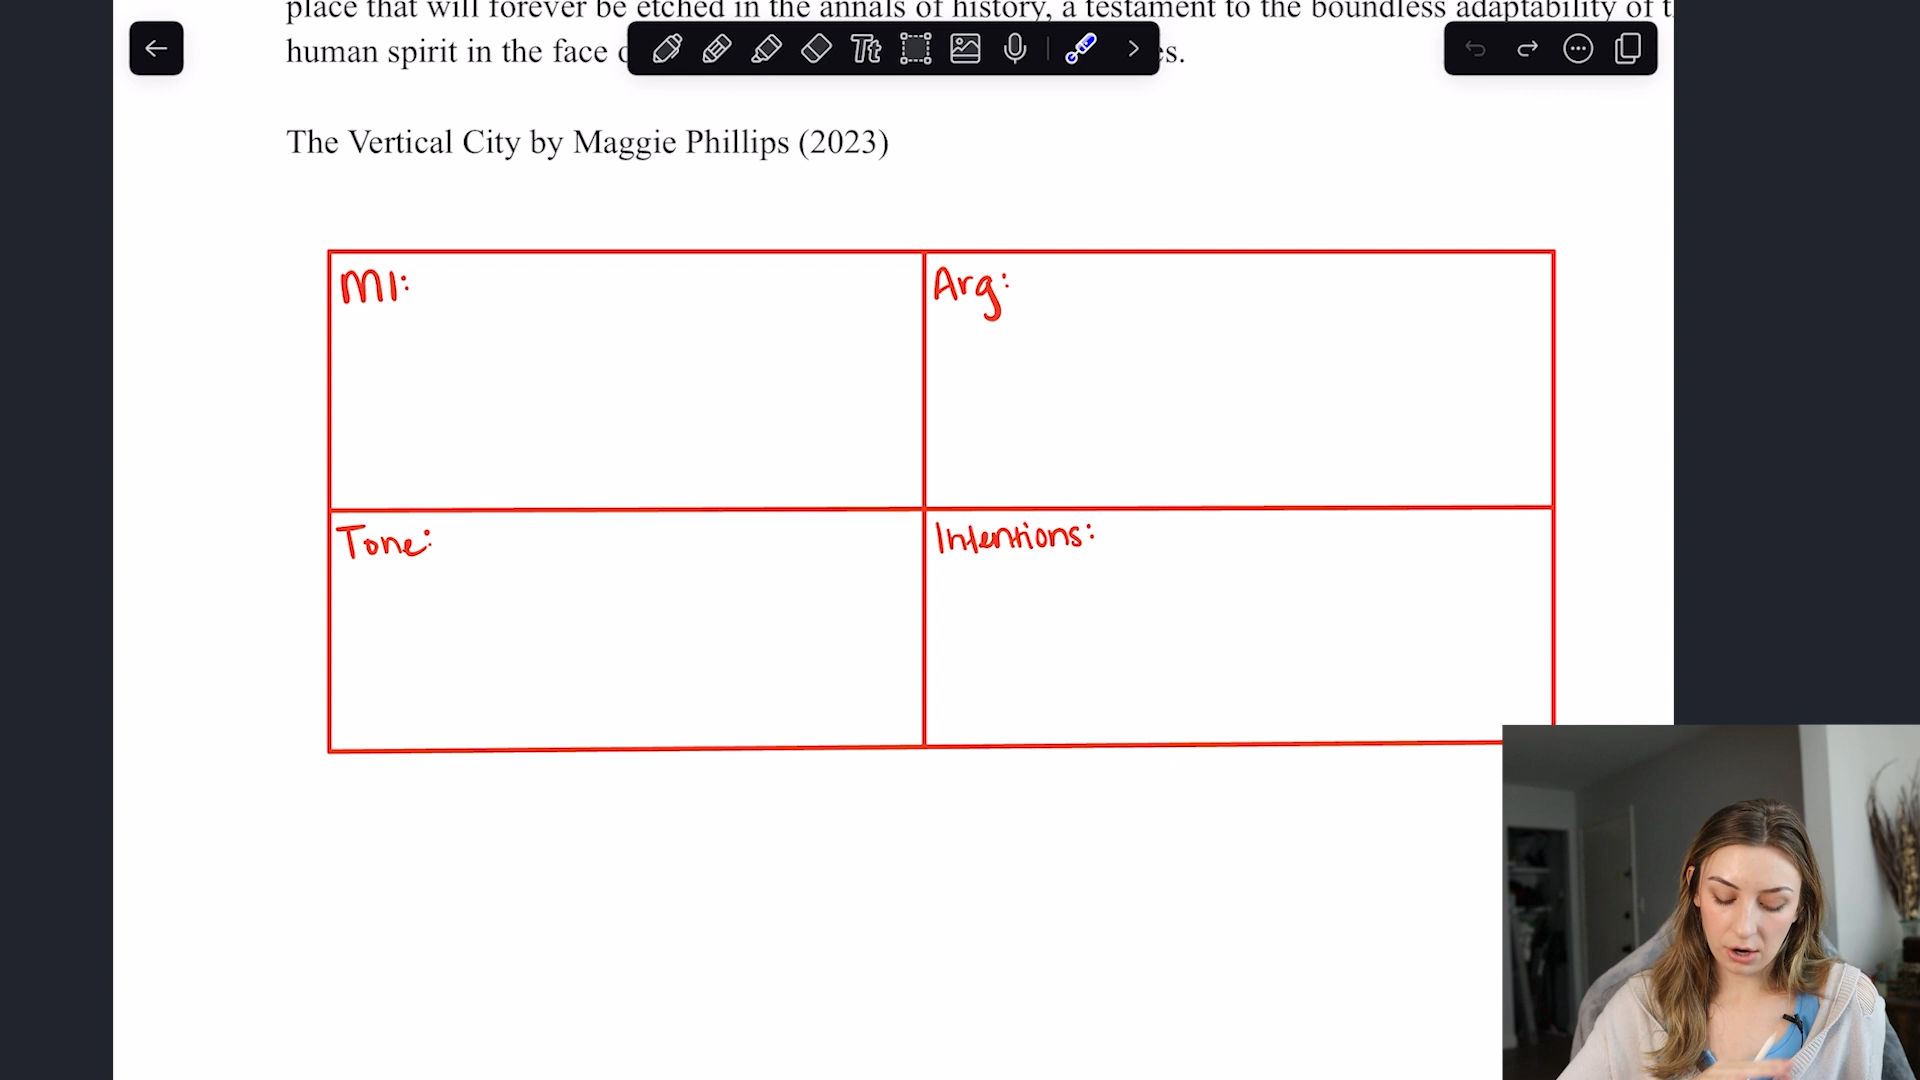 place that will forever be etched in the annals of history, a testament to the boundless adaptability of
human spirit in the face
The Vertical City by Maggie Phillips (2023)
MI:
Arg:
Tone:
Intentions:
Tt